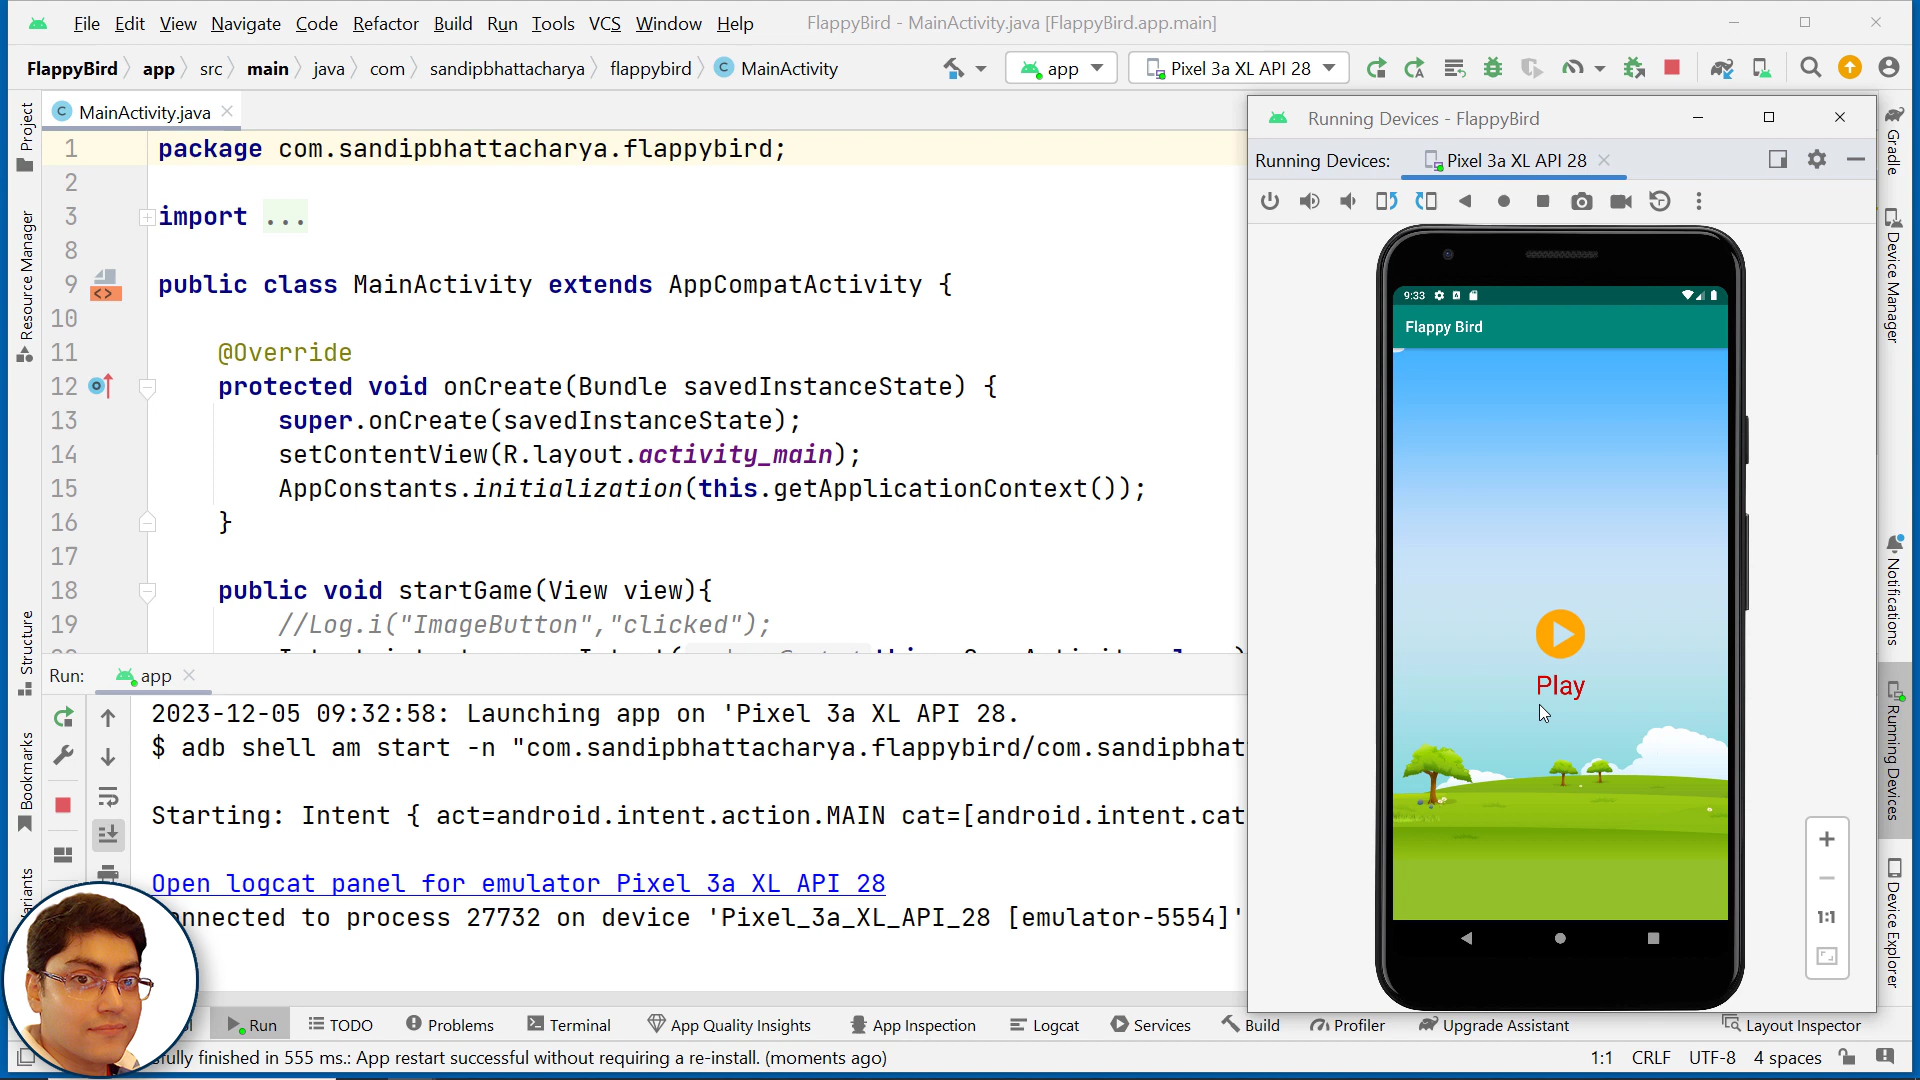 File Edit View Navigate Code Refactor Build Run Tools VCS Window Help FlappyBird - MainActivity.java [FlappyBird.app.main]
FlappyBird app src main java com sandipbhattacharya flappybird MainActivity app Pixel 3a XL API 28
MainActivity.java
1 package com.sandipbhattacharya.flappybird;
2
3 import ...
8
9 public class MainActivity extends AppCompatActivity {
10
11 @Override
12 protected void onCreate(Bundle savedInstanceState) {
13 super.onCreate(savedInstanceState);
14 setContentView(R.layout.activity_main);
15 AppConstants.initialization(this.getApplicationContext());
16 }
17
18 public void startGame(View view){
19 //Log.i("ImageButton","clicked");
Project
Resource Manager
Structure
Bookmarks
Run: app
2023-12-05 09:32:58: Launching app on 'Pixel 3a XL API 28.
$ adb shell am start -n "com.sandipbhattacharya.flappybird/com.sandipbhat
Starting: Intent { act=android.intent.action.MAIN cat=[android.intent.cat
Open logcat panel for emulator Pixel 3a XL API 28
onnected to process 27732 on device 'Pixel_3a_XL_API_28 [emulator-5554]'
Running Devices - FlappyBird
Running Devices: Pixel 3a XL API 28
9:33
Flappy Bird
Play
1:1
Gradle
Device Manager
Notifications
Running Devices
Device Explorer
Run TODO Problems Terminal App Quality Insights App Inspection Logcat Services Build Profiler Upgrade Assistant Layout Inspector
fully finished in 555 ms.: App restart successful without requiring a re-install. (moments ago) 1:1 CRLF UTF-8 4 spaces